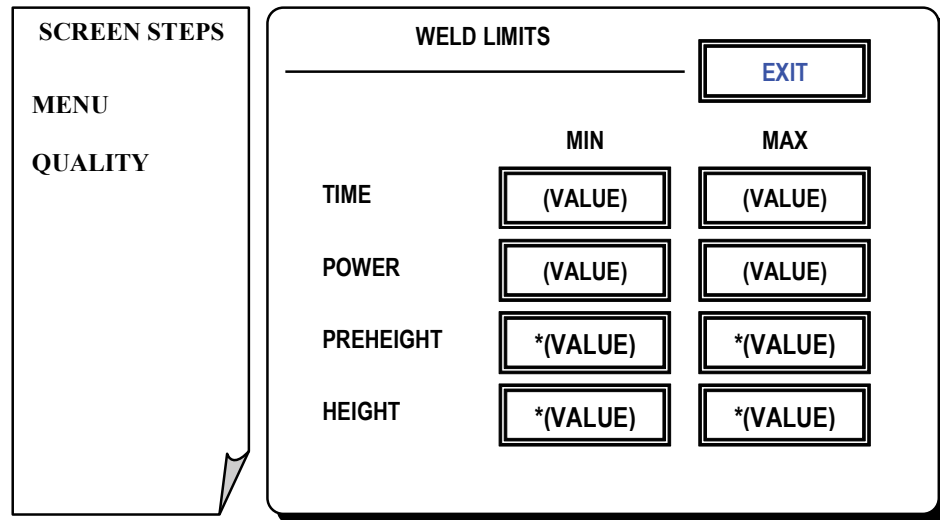 SCREEN STEPS
MENU
QUALITY
WELD LIMITS
EXIT
MIN MAX
TIME (VALUE) (VALUE)
POWER (VALUE) (VALUE)
PREHEIGHT *(VALUE) *(VALUE)
HEIGHT *(VALUE) *(VALUE)